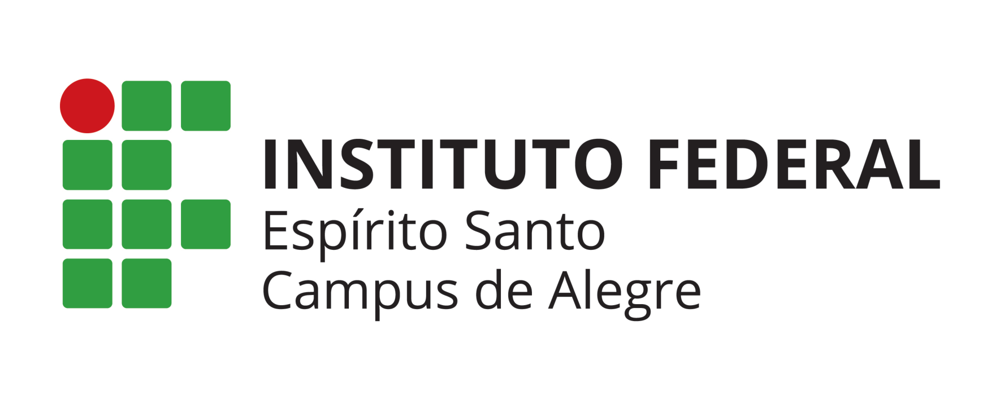 INSTITUTO FEDERAL
Espírito Santo
Campus de Alegre